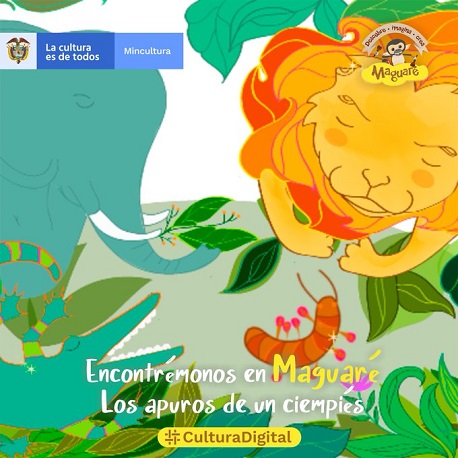 La cultura
es de todos
Mincultura
Descubre • imagina • crea
Maguaré
Encontrémonos en Maguaré
Los apuros de un ciempiés
#CulturaDigital